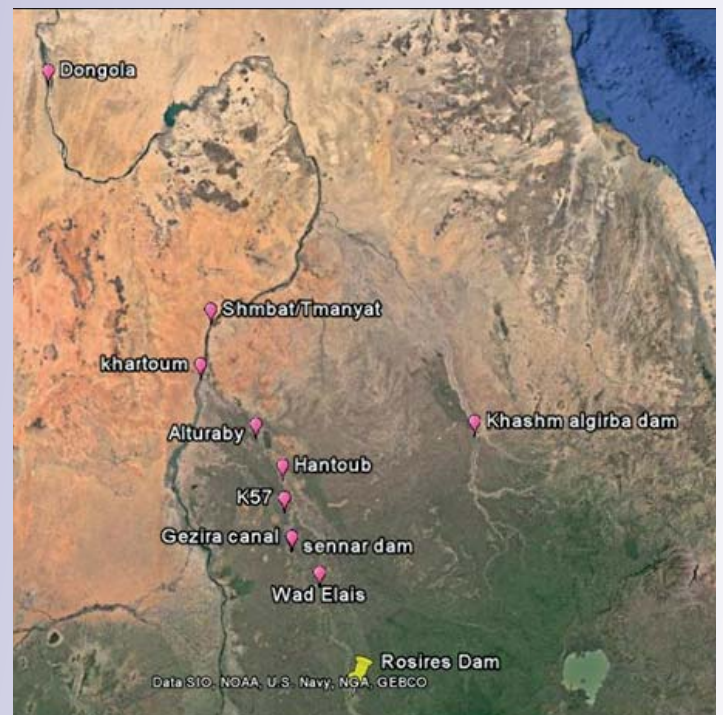 Dongola
Shmbat/Tmanyat
khartoum
Alturaby
Khashm algirba dam
Hantoub
K57
Gezira canal
sennar dam
Wad Elais
Rosires Dam
Data SIO, NOAA, U.S. Navy, NGA, GEBCO